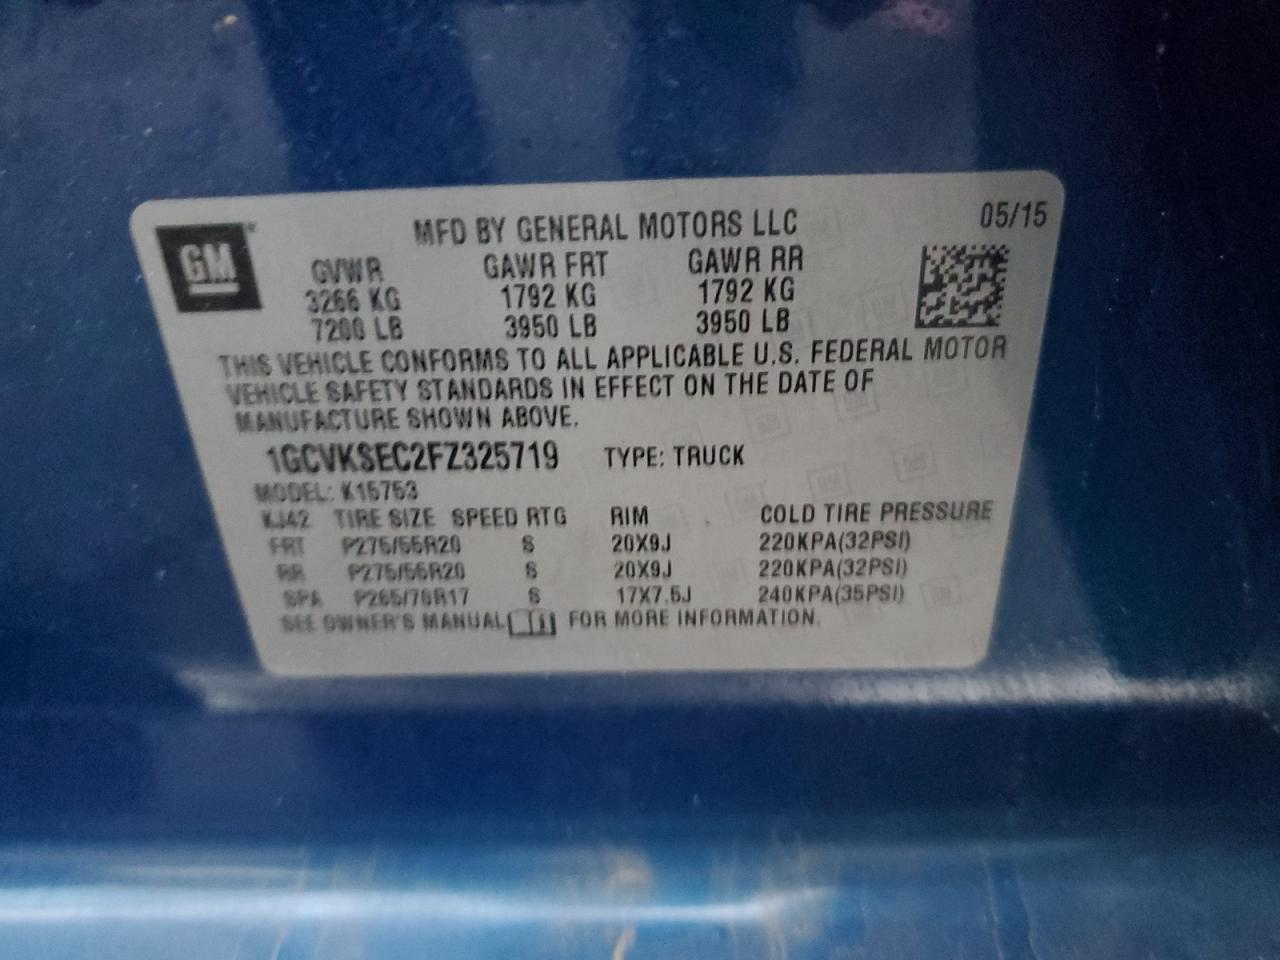 GM
MFD BY GENERAL MOTORS LLC 05/15
GVWR GAWR FRT GAWR RR
3266 KG 1792 KG 1792 KG
7200 LB 3950 LB 3950 LB
THIS VEHICLE CONFORMS TO ALL APPLICABLE U.S. FEDERAL MOTOR
VEHICLE SAFETY STANDARDS IN EFFECT ON THE DATE OF
MANUFACTURE SHOWN ABOVE.
1GCVKSEC2FZ325719 TYPE: TRUCK
MODEL: K15753
KJ42 TIRE SIZE SPEED RTG RIM COLD TIRE PRESSURE
FRT P275/55R20 S 20X9J 220KPA(32PSI)
RR P275/55R20 S 20X9J 220KPA(32PSI)
SPA P265/70R17 S 17X7.5J 240KPA(35PSI)
SEE OWNER'S MANUAL FOR MORE INFORMATION.